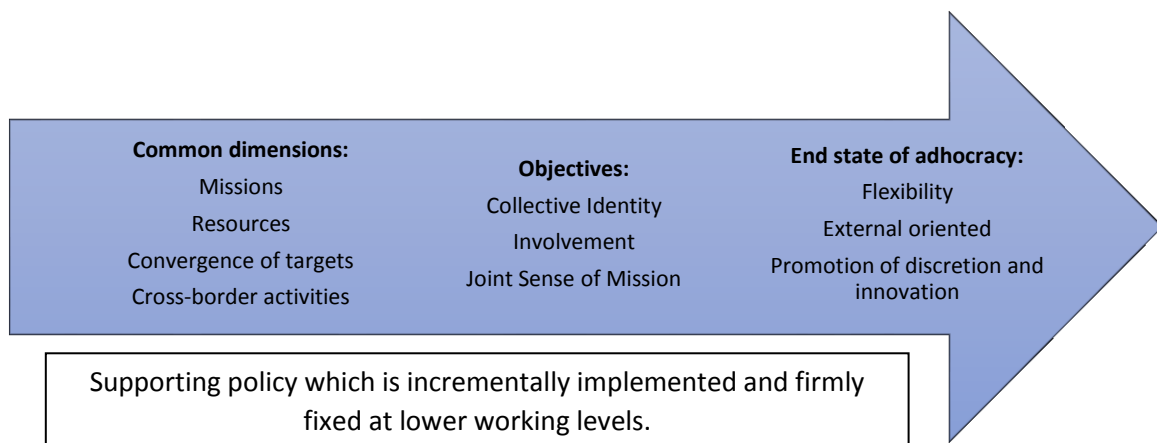 Common dimensions:
Missions
Resources
Convergence of targets
Cross-border activities
Objectives:
Collective Identity
Involvement
Joint Sense of Mission
End state of adhocracy:
Flexibility
External oriented
Promotion of discretion and
innovation
Supporting policy which is incrementally implemented and firmly
fixed at lower working levels.